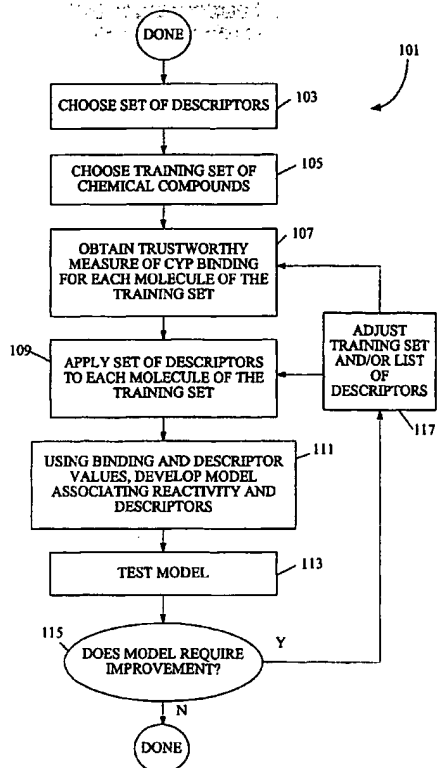 DONE
101
CHOOSE SET OF DESCRIPTORS
103
CHOOSE TRAINING SET OF
CHEMICAL COMPOUNDS
105
107
OBTAIN TRUSTWORTHY
MEASURE OF CYP BINDING
FOR EACH MOLECULE OF THE
TRAINING SET
109
APPLY SET OF DESCRIPTORS
TO EACH MOLECULE OF THE
TRAINING SET
ADJUST
TRAINING SET
AND/OR LIST
OF
DESCRIPTORS
117
111
USING BINDING AND DESCRIPTOR
VALUES, DEVELOP MODEL
ASSOCIATING REACTIVITY AND
DESCRIPTORS
TEST MODEL
113
115
DOES MODEL REQUIRE
IMPROVEMENT?
Y
N
DONE